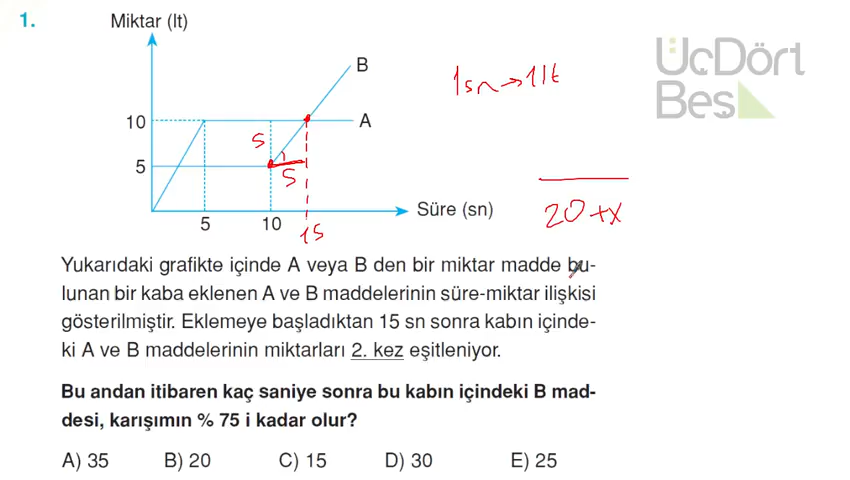 1.
Miktar (lt)
B
1sn→1lt
ÜçDört
Beş
10
A
5
5
5
Süre (sn)
5
10
15
20+x
Yukarıdaki grafikte içinde A veya B den bir miktar madde bu-
lunan bir kaba eklenen A ve B maddelerinin süre-miktar ilişkisi
gösterilmiştir. Eklemeye başladıktan 15 sn sonra kabın içinde-
ki A ve B maddelerinin miktarları 2. kez eşitleniyor.
Bu andan itibaren kaç saniye sonra bu kabın içindeki B mad-
desi, karışımın % 75 i kadar olur?
A) 35 B) 20 C) 15 D) 30 E) 25